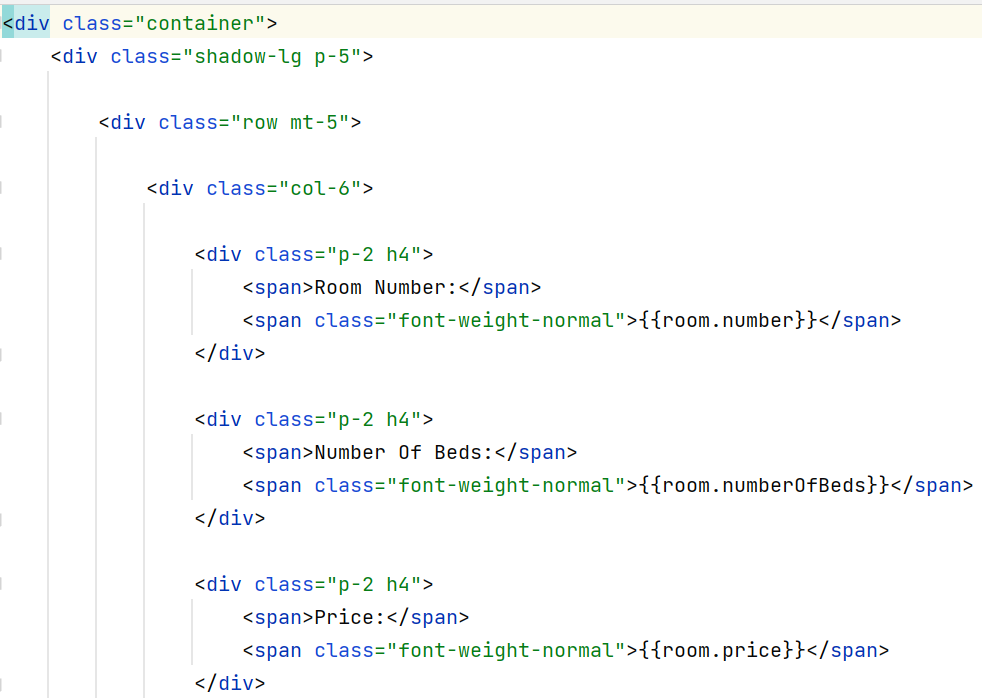 <div class="container">
    <div class="shadow-lg p-5">
        <div class="row mt-5">
            <div class="col-6">
                <div class="p-2 h4">
                    <span>Room Number:</span>
                    <span class="font-weight-normal">{{room.number}}</span>
                </div>
                <div class="p-2 h4">
                    <span>Number Of Beds:</span>
                    <span class="font-weight-normal">{{room.numberOfBeds}}</span>
                </div>
                <div class="p-2 h4">
                    <span>Price:</span>
                    <span class="font-weight-normal">{{room.price}}</span>
                </div>